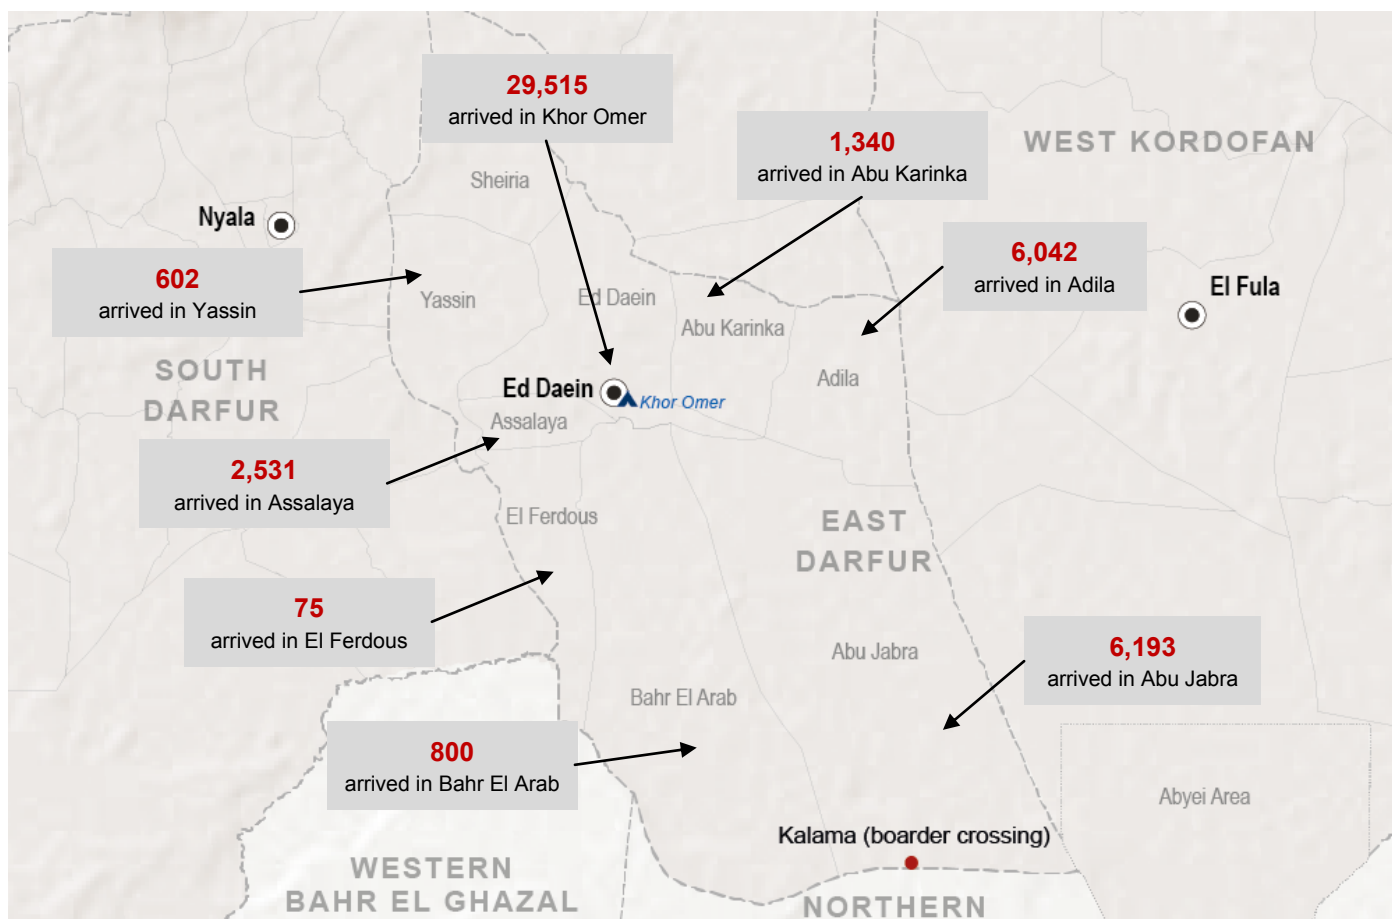 29,515
arrived in Khor Omer
1,340
arrived in Abu Karinka
WEST KORDOFAN
Sheiria
Nyala
602
arrived in Yassin
6,042
arrived in Adila
Yassin
Ed Daein
Abu Karinka
El Fula
SOUTH
DARFUR
Adila
Ed Daein
Khor Omer
Assalaya
2,531
arrived in Assalaya
El Ferdous
EAST
DARFUR
75
arrived in El Ferdous
Abu Jabra
6,193
arrived in Abu Jabra
Bahr El Arab
800
arrived in Bahr El Arab
Abyei Area
Kalama (boarder crossing)
WESTERN
BAHR EL GHAZAL
NORTHERN